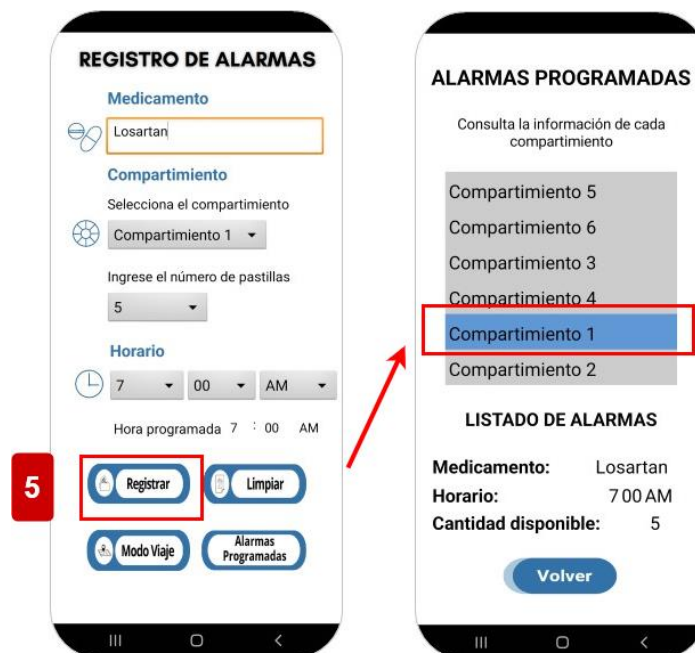 REGISTRO DE ALARMAS
Medicamento
Losartan
Compartimiento
Selecciona el compartimiento
Compartimiento 1
Ingrese el número de pastillas
5
Horario
7 00 AM
Hora programada 7 : 00 AM
5
Registrar
Limpiar
Modo Viaje
Alarmas
Programadas
ALARMAS PROGRAMADAS
Consulta la información de cada
compartimiento
Compartimiento 5
Compartimiento 6
Compartimiento 3
Compartimiento 4
Compartimiento 1
Compartimiento 2
LISTADO DE ALARMAS
Medicamento: Losartan
Horario: 7 00 AM
Cantidad disponible: 5
Volver